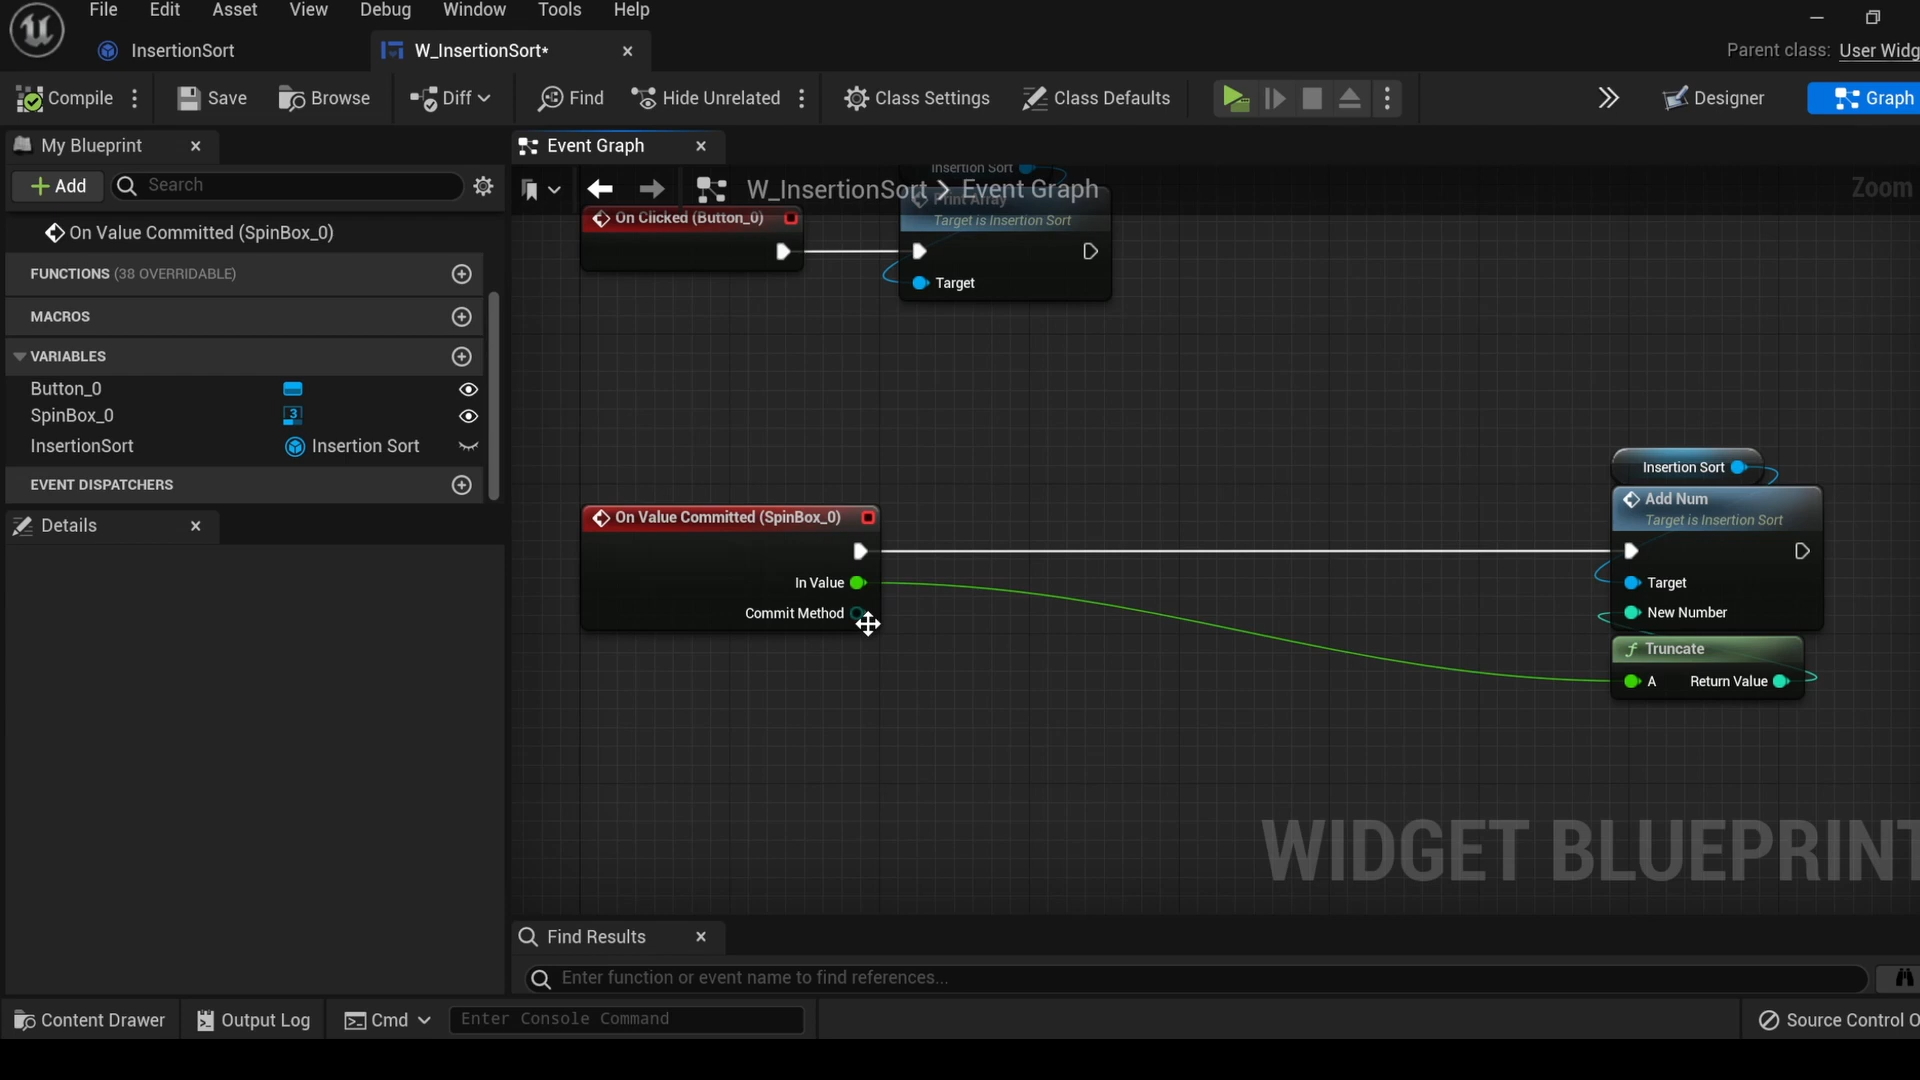 File Edit Asset View Debug Window Tools Help
InsertionSort W_InsertionSort* Parent class: User Widg
Compile Save Browse Diff Find Hide Unrelated Class Settings Class Defaults Designer Graph
My Blueprint Event Graph
Add Search W_InsertionSort > Event Graph Zoom
Insertion Sort
Print Array
Target is Insertion Sort
On Clicked (Button_0)
Target
On Value Committed (SpinBox_0)
FUNCTIONS (38 OVERRIDABLE)
MACROS
VARIABLES
Button_0
SpinBox_0 3
InsertionSort Insertion Sort
EVENT DISPATCHERS
Details
Insertion Sort
On Value Committed (SpinBox_0)
In Value
Commit Method
Add Num
Target is Insertion Sort
Target
New Number
f Truncate
A Return Value
WIDGET BLUEPRINT
Find Results
Enter function or event name to find references...
Content Drawer Output Log Cmd Enter Console Command Source Control O